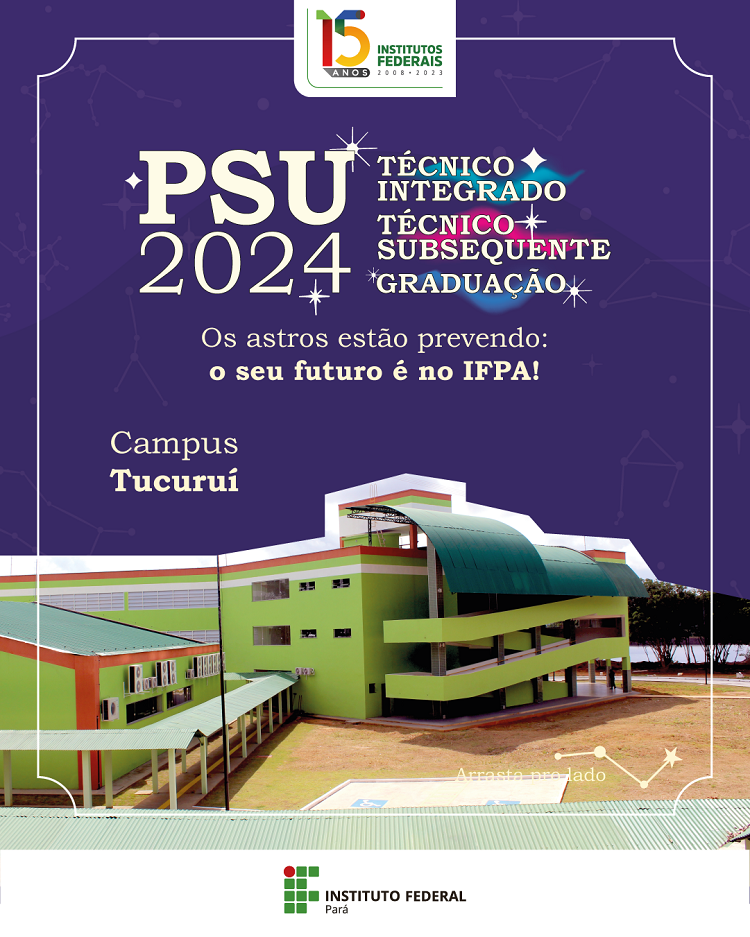 15
ANOS
INSTITUTOS
FEDERAIS
2008 • 2023
PSU
2024
TÉCNICO
INTEGRADO
TÉCNICO
SUBSEQUENTE
GRADUAÇÃO
Os astros estão prevendo:
o seu futuro é no IFPA!
Campus
Tucuruí
Arrasta pro lado
INSTITUTO FEDERAL
Pará